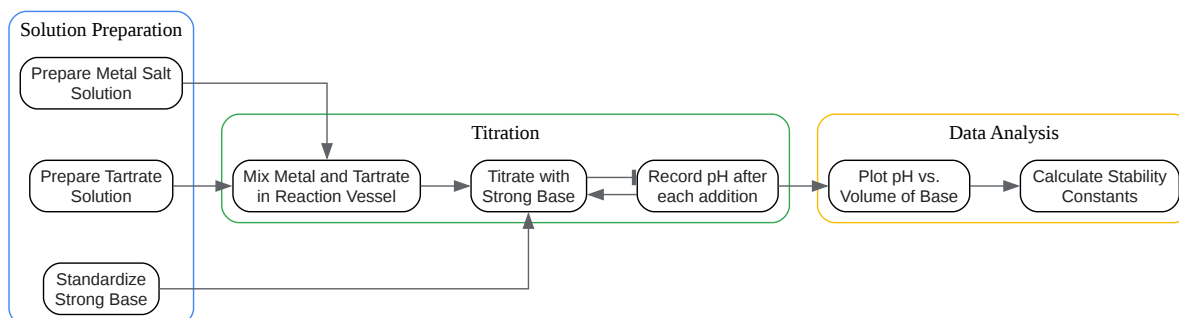 Solution Preparation
Prepare Metal Salt
Solution
Prepare Tartrate
Solution
Standardize
Strong Base
Titration
Mix Metal and Tartrate
in Reaction Vessel
Titrate with
Strong Base
Record pH after
each addition
Data Analysis
Plot pH vs.
Volume of Base
Calculate Stability
Constants